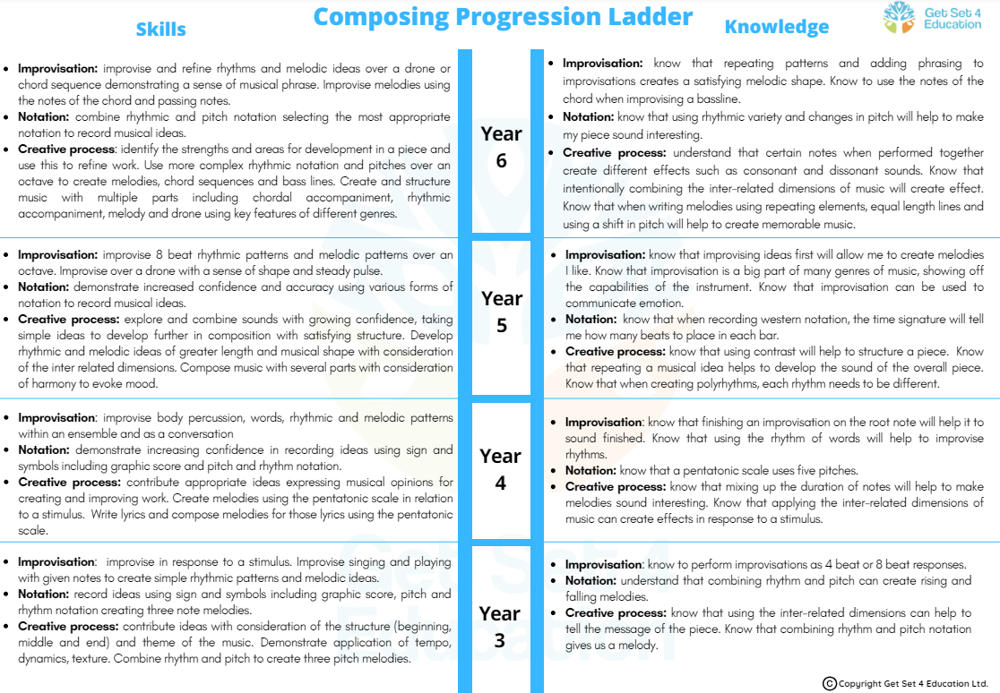 Composing Progression Ladder
Skills
Knowledge
Get Set 4
Education
• Improvisation: improvise and refine rhythms and melodic ideas over a drone or
chord sequence demonstrating a sense of musical phrase. Improvise melodies using
the notes of the chord and passing notes.
• Notation: combine rhythmic and pitch notation selecting the most appropriate
notation to record musical ideas.
• Creative process: identify the strengths and areas for development in a piece and
use this to refine work. Use more complex rhythmic notation and pitches over an
octave to create melodies, chord sequences and bass lines. Create and structure
music with multiple parts including chordal accompaniment, rhythmic
accompaniment, melody and drone using key features of different genres.
Year
6
• Improvisation: know that repeating patterns and adding phrasing to
improvisations creates a satisfying melodic shape. Know to use the notes of the
chord when improvising a bassline.
• Notation: know that using rhythmic variety and changes in pitch will help to make
my piece sound interesting.
• Creative process: understand that certain notes when performed together
create different effects such as consonant and dissonant sounds. Know that
intentionally combining the inter-related dimensions of music will create effect.
Know that when writing melodies using repeating elements, equal length lines and
using a shift in pitch will help to create memorable music.
• Improvisation: improvise 8 beat rhythmic patterns and melodic patterns over an
octave. Improvise over a drone with a sense of shape and steady pulse.
• Notation: demonstrate increased confidence and accuracy using various forms of
notation to record musical ideas.
• Creative process: explore and combine sounds with growing confidence, taking
simple ideas to develop further in composition with satisfying structure. Develop
rhythmic and melodic ideas of greater length and musical shape with consideration
of the inter related dimensions. Compose music with several parts with consideration
of harmony to evoke mood.
Year
5
• Improvisation: know that improvising ideas first will allow me to create melodies
I like. Know that improvisation is a big part of many genres of music, showing off
the capabilities of the instrument. Know that improvisation can be used to
communicate emotion.
• Notation: know that when recording western notation, the time signature will tell
me how many beats to place in each bar.
• Creative process: know that using contrast will help to structure a piece. Know
that repeating a musical idea helps to develop the sound of the overall piece.
Know that when creating polyrhythms, each rhythm needs to be different.
• Improvisation: improvise body percussion, words, rhythmic and melodic patterns
within an ensemble and as a conversation
• Notation: demonstrate increasing confidence in recording ideas using sign and
symbols including graphic score and pitch and rhythm notation.
• Creative process: contribute appropriate ideas expressing musical opinions for
creating and improving work. Create melodies using the pentatonic scale in relation
to a stimulus. Write lyrics and compose melodies for those lyrics using the pentatonic
scale.
Year
4
• Improvisation: know that finishing an improvisation on the root note will help it to
sound finished. Know that using the rhythm of words will help to improvise
rhythms.
• Notation: know that a pentatonic scale uses five pitches.
• Creative process: know that mixing up the duration of notes will help to make
melodies sound interesting. Know that applying the inter-related dimensions of
music can create effects in response to a stimulus.
• Improvisation: improvise in response to a stimulus. Improvise singing and playing
with given notes to create simple rhythmic patterns and melodic ideas.
• Notation: record ideas using sign and symbols including graphic score, pitch and
rhythm notation creating three note melodies.
• Creative process: contribute ideas with consideration of the structure (beginning,
middle and end) and theme of the music. Demonstrate application of tempo,
dynamics, texture. Combine rhythm and pitch to create three pitch melodies.
Year
3
• Improvisation: know to perform improvisations as 4 beat or 8 beat responses.
• Notation: understand that combining rhythm and pitch can create rising and
falling melodies.
• Creative process: know that using the inter-related dimensions can help to
tell the message of the piece. Know that combining rhythm and pitch notation
gives us a melody.
Get Set 4
Education
© Copyright Get Set 4 Education Ltd.